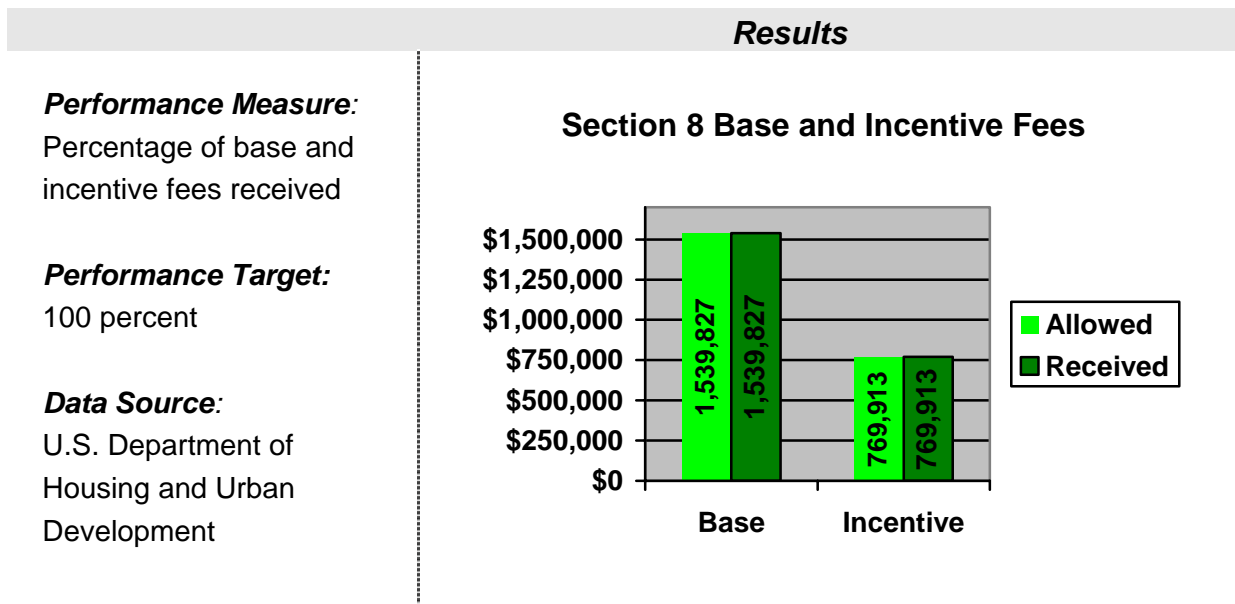 Results
Performance Measure:
Percentage of base and
incentive fees received
Performance Target:
100 percent
Data Source:
U.S. Department of
Housing and Urban
Development
Section 8 Base and Incentive Fees
$1,500,000
$1,250,000
$1,000,000
$750,000
$500,000
$250,000
$0
1,539,827
1,539,827
769,913
769,913
Base
Incentive
Allowed
Received